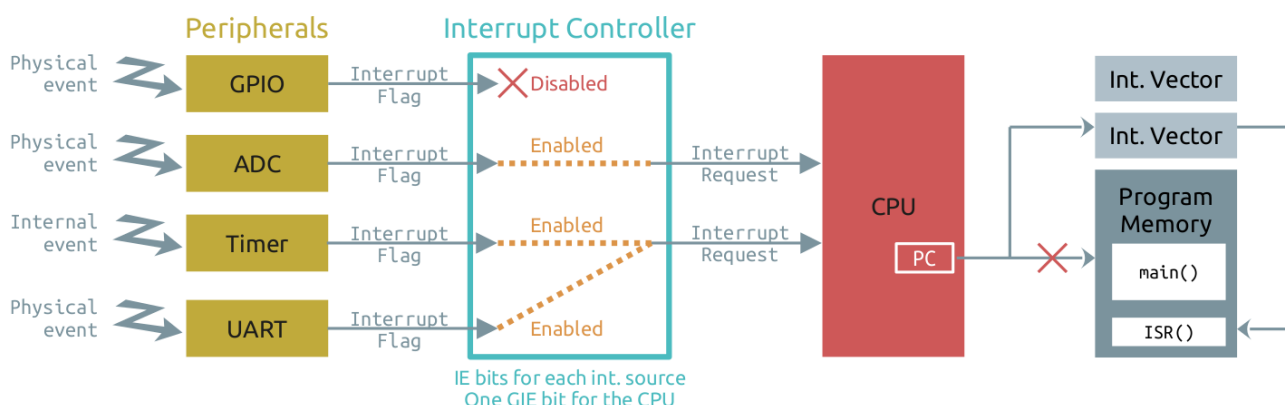 Peripherals
Interrupt Controller
Physical
event
GPIO
Interrupt
Flag
Disabled
Physical
event
ADC
Interrupt
Flag
Enabled
Interrupt
Request
Internal
event
Timer
Interrupt
Flag
Enabled
Interrupt
Request
Physical
event
UART
Interrupt
Flag
Enabled
IE bits for each int. source
One GIE bit for the CPU
CPU
PC
Int. Vector
Int. Vector
Program
Memory
main()
ISR()